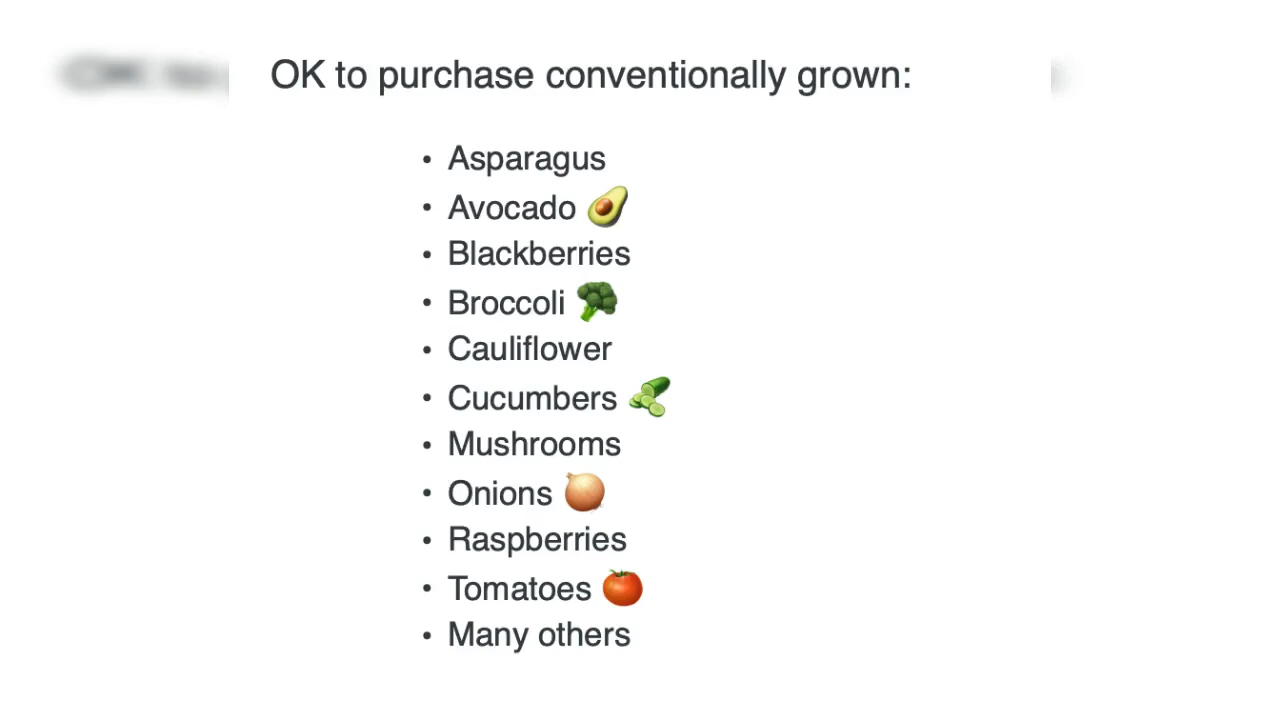 OK to purchase conventionally grown:
• Asparagus
• Avocado 🥑
• Blackberries
• Broccoli 🥦
• Cauliflower
• Cucumbers 🥒
• Mushrooms
• Onions 🧅
• Raspberries
• Tomatoes 🍅
• Many others